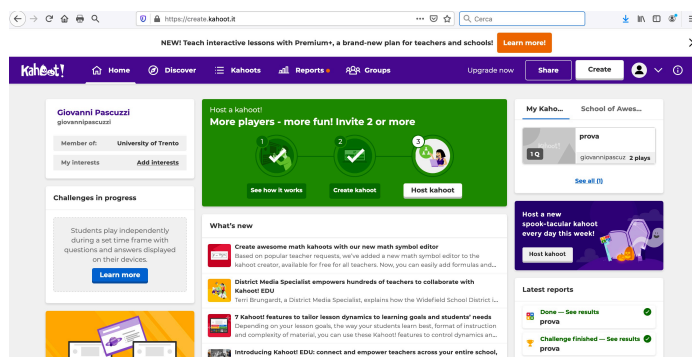 https://create.kahoot.it
Cerca
NEW! Teach interactive lessons with Premium+, a brand-new plan for teachers and schools!
Learn more!
Kahoot!
Home
Discover
Kahoots
Reports
Groups
Upgrade now
Share
Create
Giovanni Pascuzzi
giovannipascuzzi
Member of: University of Trento
My interests Add interests
Challenges in progress
Students play independently
during a set time frame with
questions and answers displayed
on their devices.
Learn more
Host a kahoot!
More players - more fun! Invite 2 or more
1
2
3
See how it works
Create kahoot
Host kahoot
What's new
Create awesome math kahoots with our new math symbol editor
Based on popular teacher requests, we've added a new math symbol editor to the
kahoot creator, available for free for all teachers. Now, you can easily add formulas and...
District Media Specialist empowers hundreds of teachers to collaborate with
Kahoot! EDU
Terri Brungardt, a District Media Specialist, explains how the Widefield School District i...
7 Kahoot! features to tailor lesson dynamics to learning goals and students' needs
Depending on your lesson goals, the way your students learn best, format of instruction
and complexity of material, you can use these Kahoot! features to control dynamics an...
Introducing Kahoot! EDU: connect and empower teachers across your entire school,
My Kaho...
School of Awes...
prova
1 Q
giovannipascuz 2 plays
See all (1)
Host a new
spook-tacular kahoot
every day this week!
Host kahoot
Latest reports
Done — See results
prova
Challenge finished — See results
prova